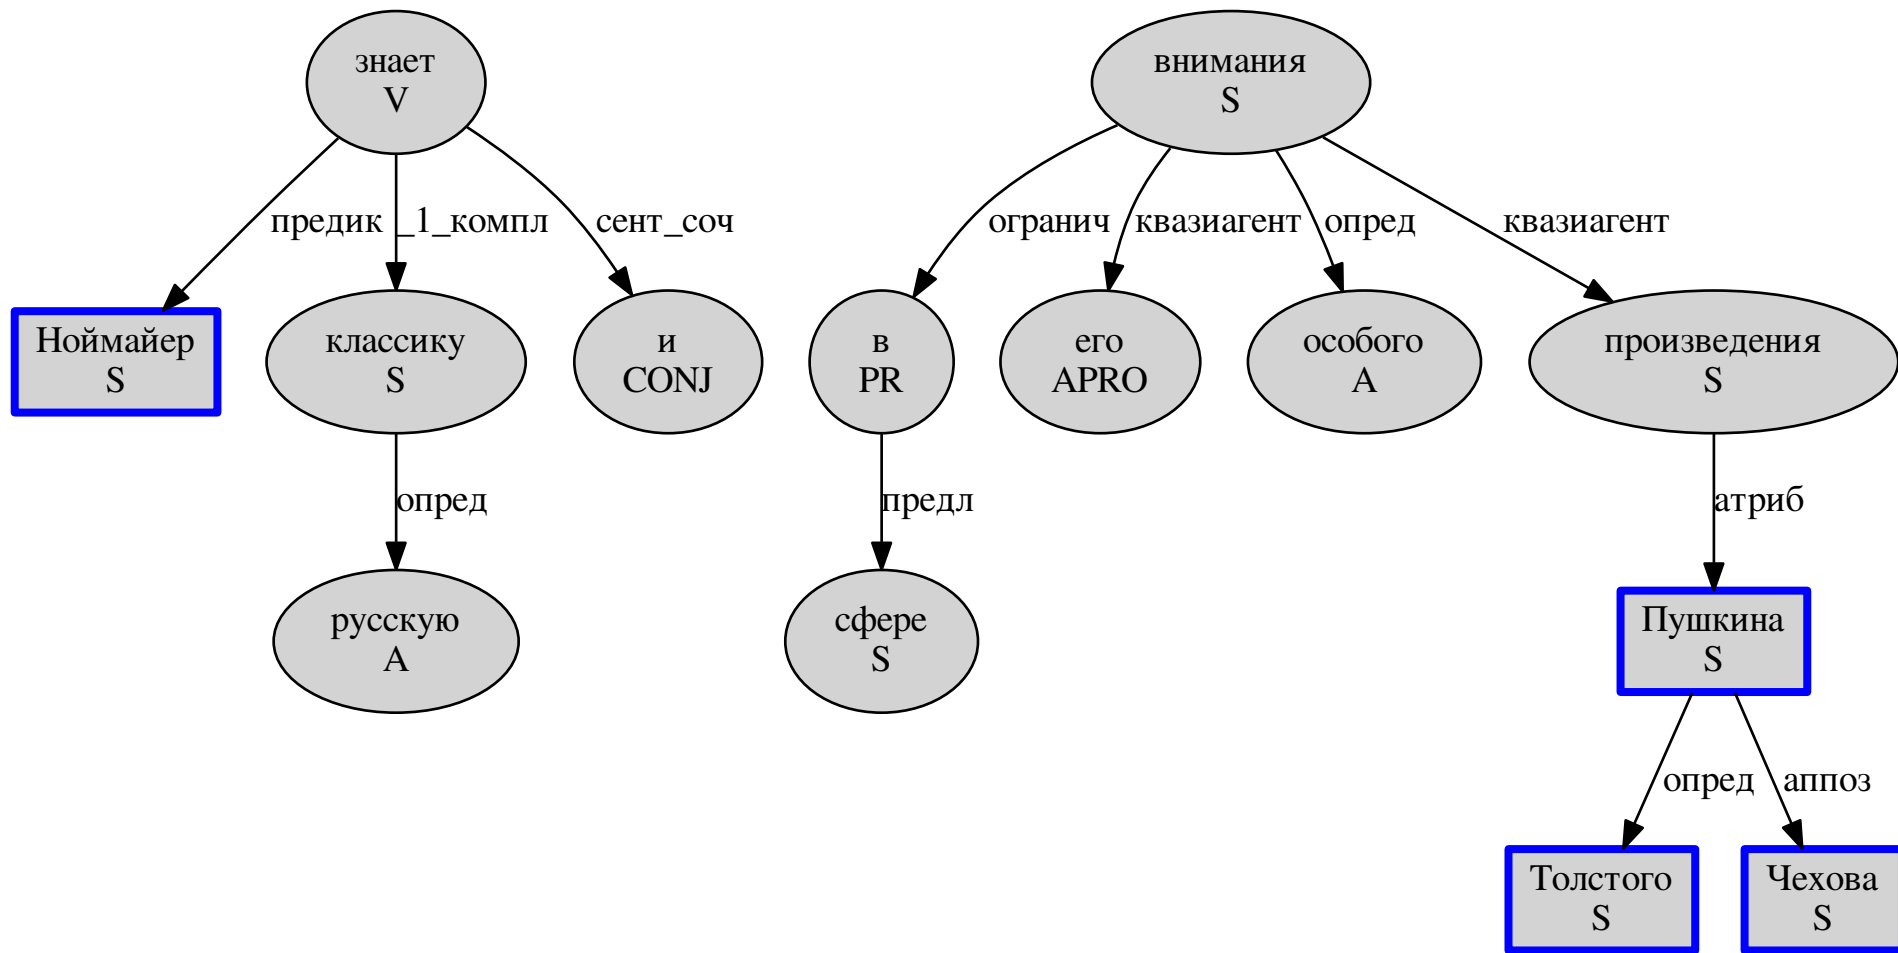 знает
V
внимания
S
предик
_1_компл
сент_соч
огранич
квазиагент
опред
квазиагент
Ноймайер
S
классику
S
и
CONJ
в
PR
его
APRO
особого
A
произведения
S
опред
предл
атриб
русскую
A
сфере
S
Пушкина
S
опред
аппоз
Толстого
S
Чехова
S